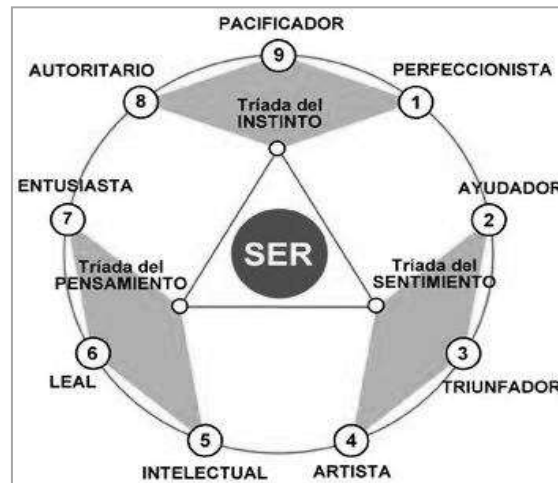 PACIFICADOR
9
AUTORITARIO
8
PERFECCIONISTA
1
Tríada del
INSTINTO
ENTUSIASTA
7
AYUDADOR
2
SER
Tríada del
PENSAMIENTO
Tríada del
SENTIMIENTO
6
LEAL
3
TRIUNFADOR
5
INTELECTUAL
4
ARTISTA